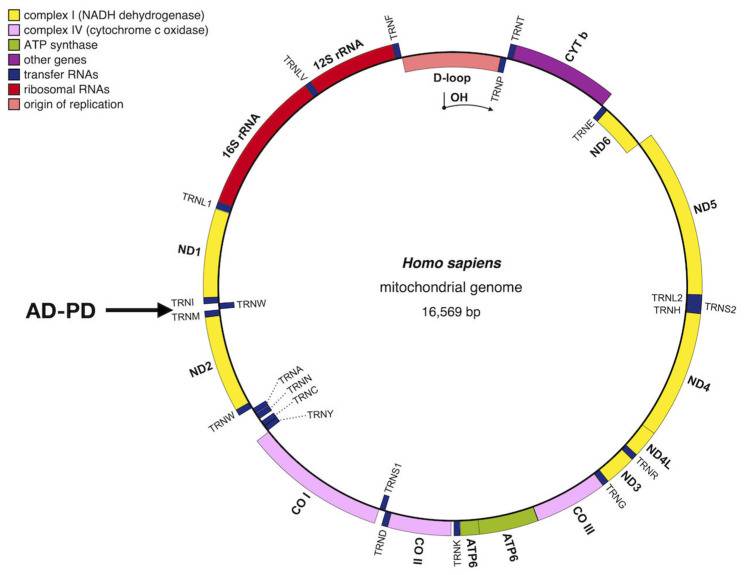 complex I (NADH dehydrogenase)
complex IV (cytochrome c oxidase)
ATP synthase
other genes
transfer RNAs
ribosomal RNAs
origin of replication
TRNF
TRNT
CYT b
12S rRNA
TRNLV
D-loop
TRNP
OH
TRNE
ND6
16S rRNA
TRNL1
ND5
ND1
Homo sapiens
mitochondrial genome
16,569 bp
TRNI
TRNW
AD-PD
TRNM
TRNL2
TRNH
TRNS2
ND2
ND4
TRNA
TRNN
TRNC
TRNY
TRNW
ND4L
TRNR
ND3
TRNG
CO I
TRNS1
TRND
CO II
TRNK
ATP6
ATP6
CO III